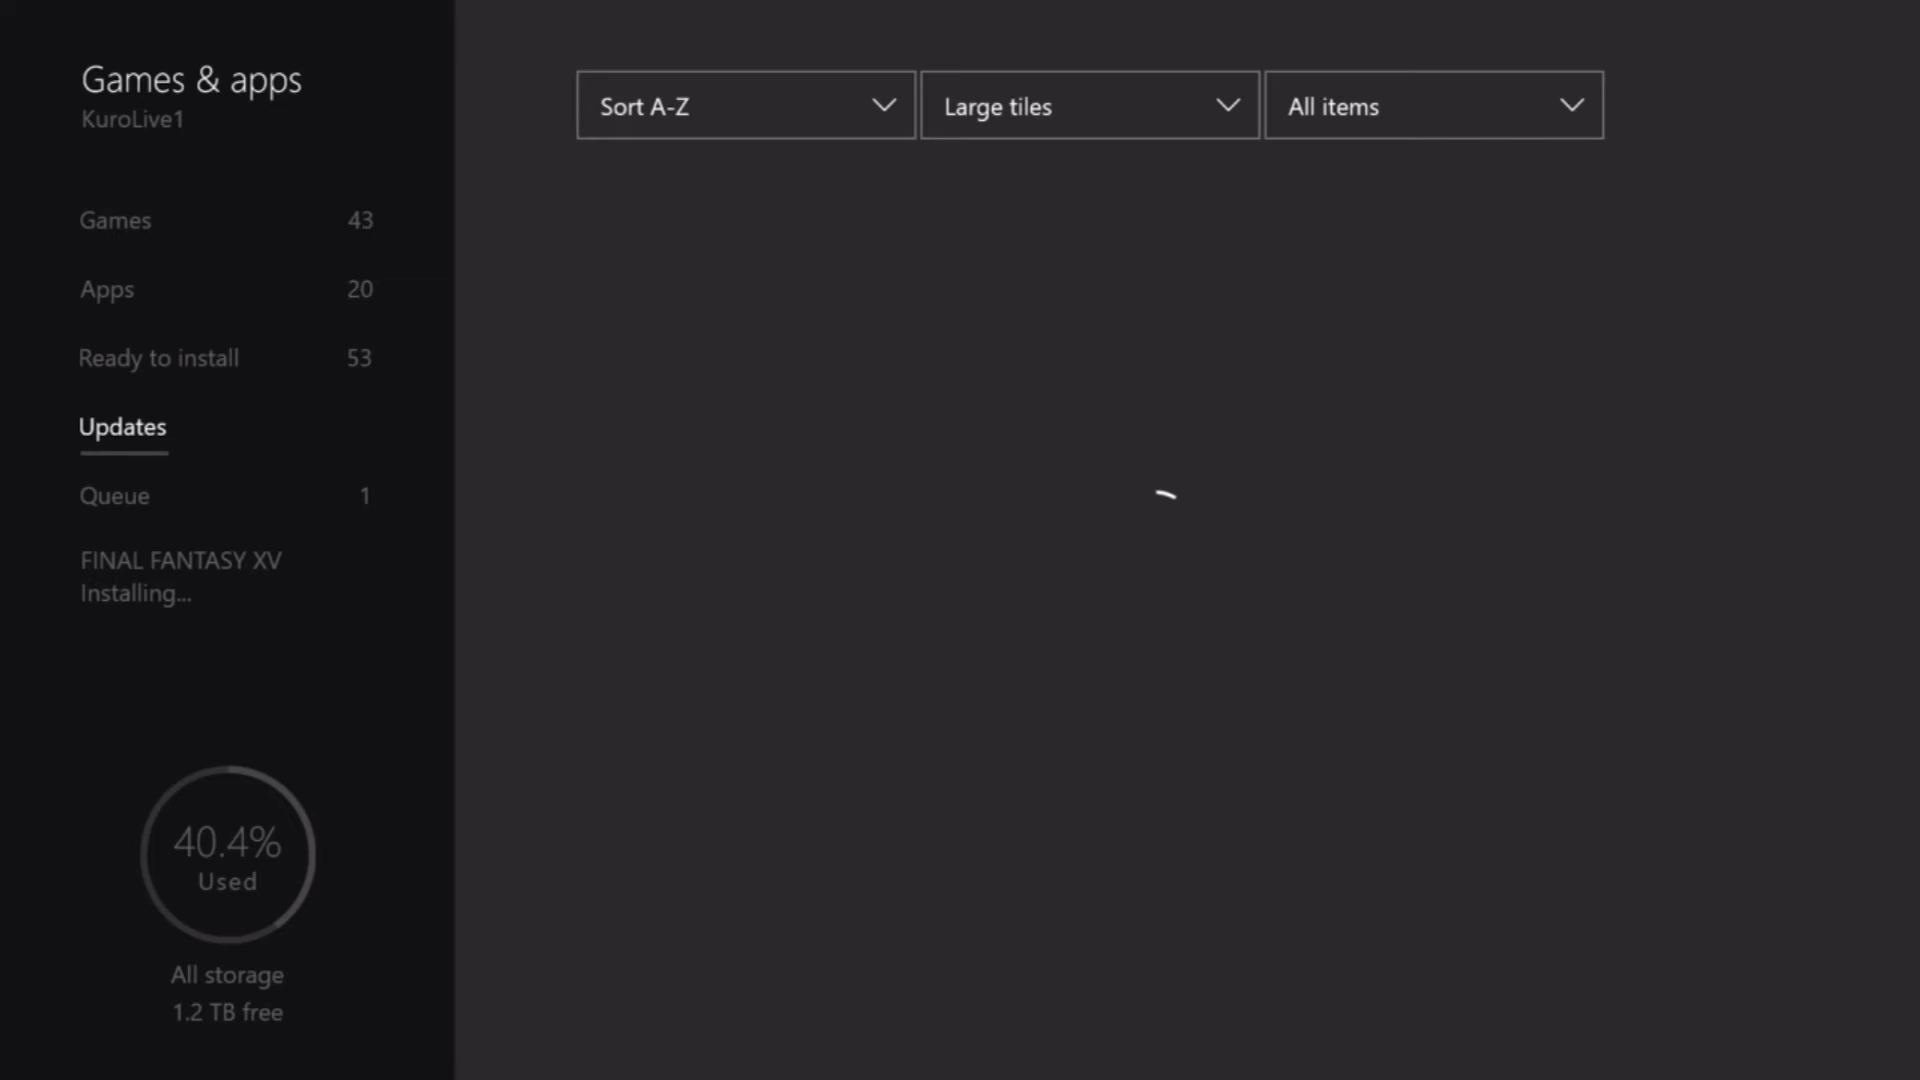 Games & apps
KuroLive1
Games 43
Apps 20
Ready to install 53
Updates
Queue 1
FINAL FANTASY XV
Installing...
40.4%
Used
All storage
1.2 TB free
Sort A-Z
Large tiles
All items